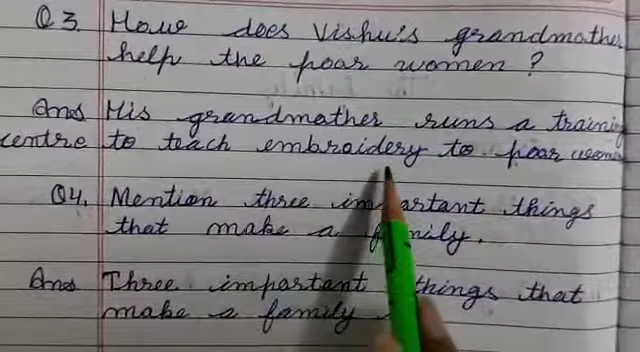 Q 3. How does Vishu's grandmother
help the poor women ?
Ans His grandmother runs a training
centre to teach embroidery to poor women
Q4. Mention three important things
that make a family.
Ans Three important things that
make a family